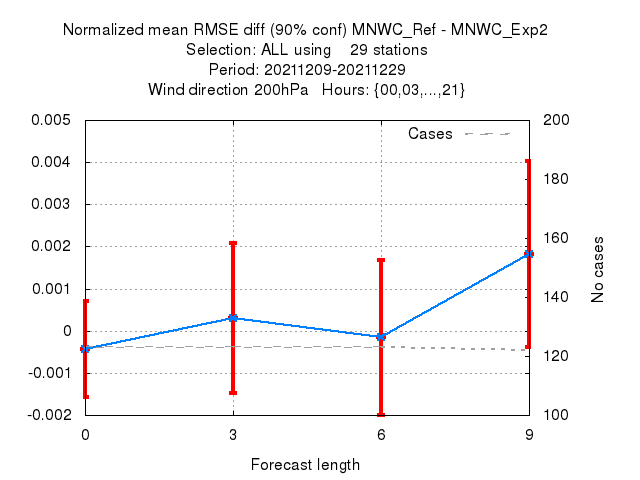 Normalized mean RMSE diff (90% conf) MNWC_Ref - MNWC_Exp2
Selection: ALL using    29 stations
Period: 20211209-20211229
Wind direction 200hPa   Hours: {00,03,...,21}
Cases
0.005
0.004
0.003
0.002
0.001
0
-0.001
-0.002
200
180
160
140
120
100
No cases
0
3
6
9
Forecast length